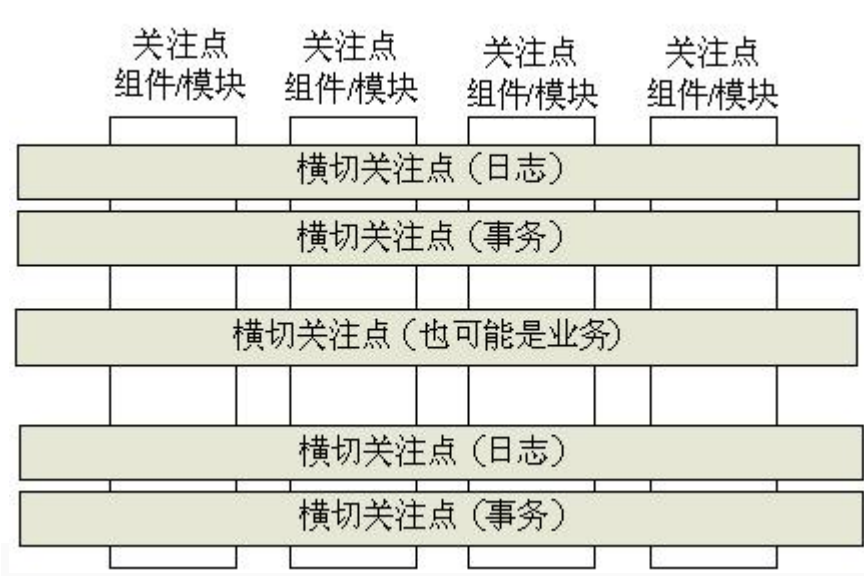 关注点
组件/模块
关注点
组件/模块
关注点
组件/模块
关注点
组件/模块
横切关注点（日志）
横切关注点（事务）
横切关注点（也可能是业务）
横切关注点（日志）
横切关注点（事务）